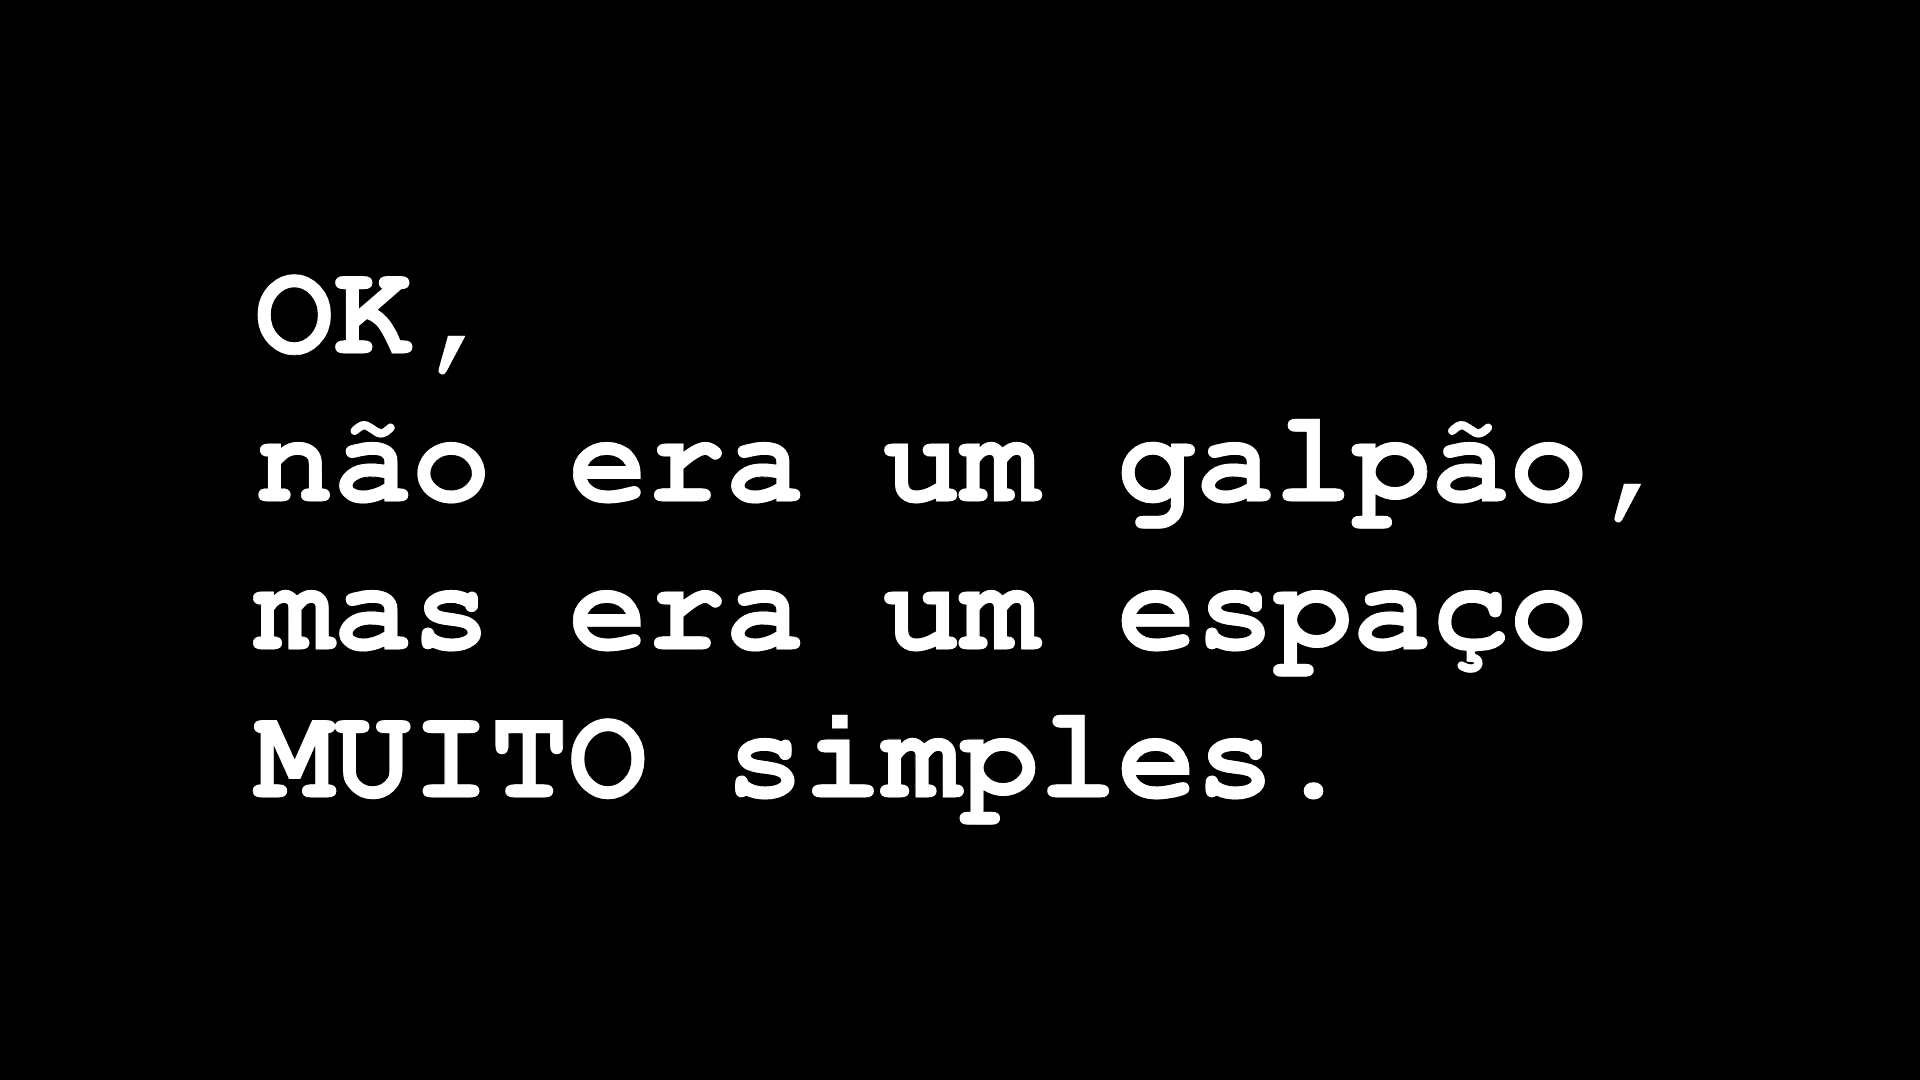 OK,
não era um galpão,
mas era um espaço
MUITO simples.